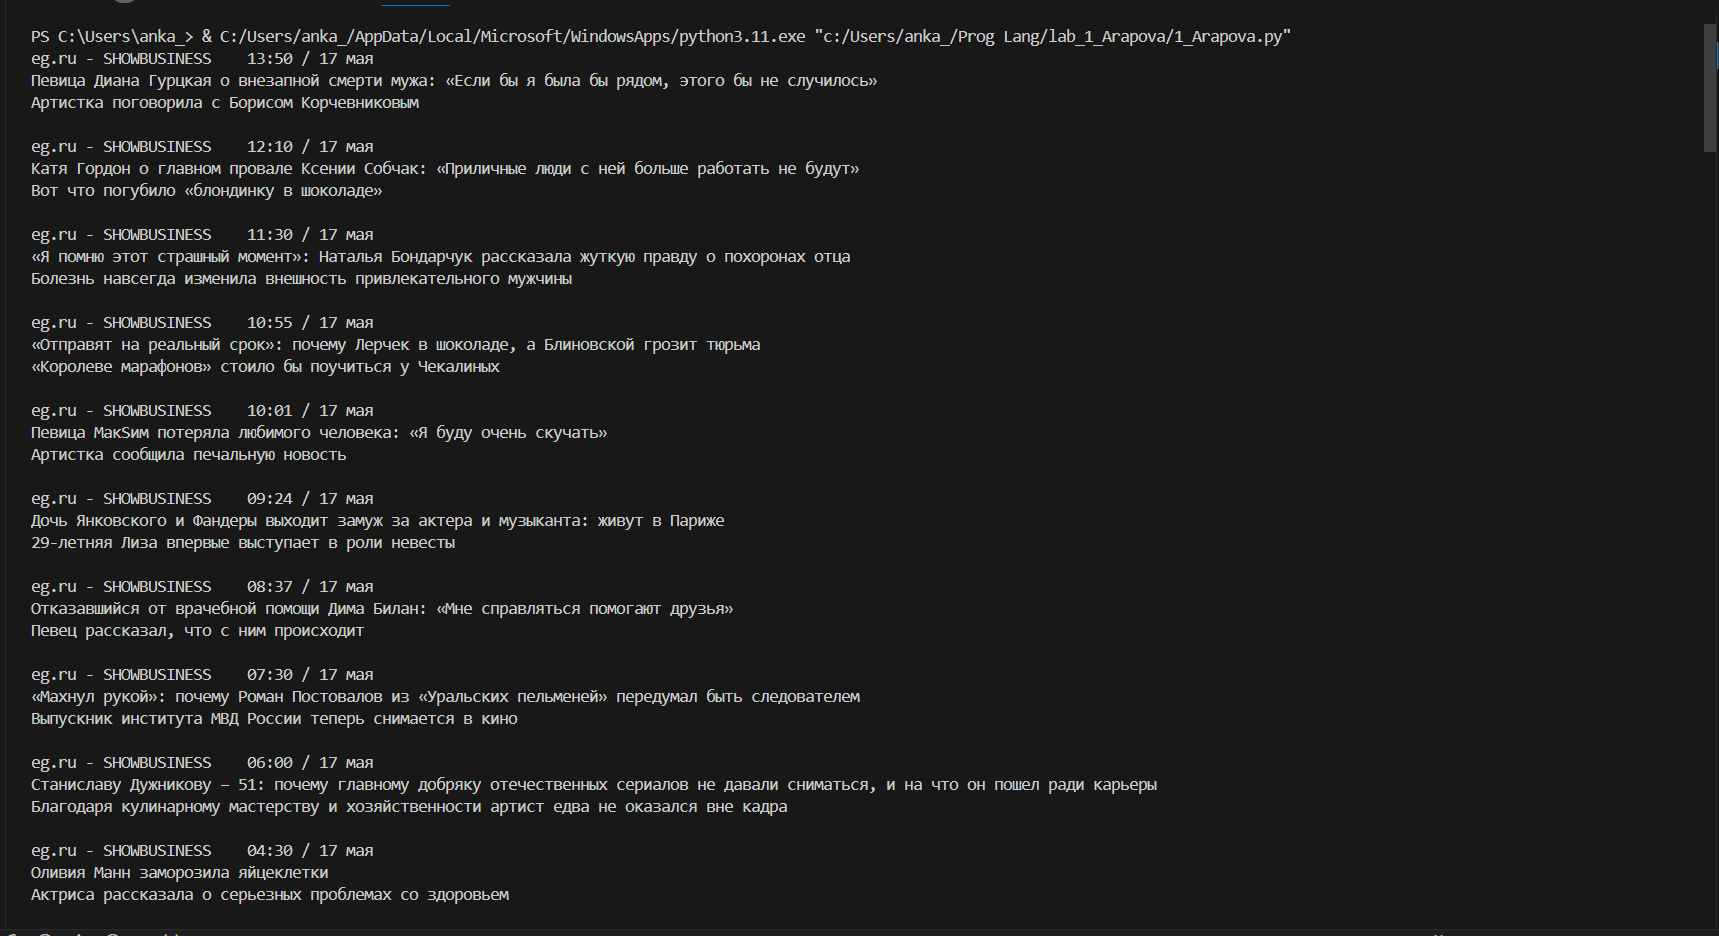 PS C:\Users\anka_> & C:/Users/anka_/AppData/Local/Microsoft/WindowsApps/python3.11.exe "c:/Users/anka_/Prog Lang/lab_1_Arapova/1_Arapova.py"
eg.ru - SHOWBUSINESS    13:50 / 17 мая
Певица Диана Гурцкая о внезапной смерти мужа: «Если бы я была бы рядом, этого бы не случилось»
Артистка поговорила с Борисом Корчевниковым
eg.ru - SHOWBUSINESS    12:10 / 17 мая
Катя Гордон о главном провале Ксении Собчак: «Приличные люди с ней больше работать не будут»
Вот что погубило «блондинку в шоколаде»
eg.ru - SHOWBUSINESS    11:30 / 17 мая
«Я помню этот страшный момент»: Наталья Бондарчук рассказала жуткую правду о похоронах отца
Болезнь навсегда изменила внешность привлекательного мужчины
eg.ru - SHOWBUSINESS    10:55 / 17 мая
«Отправят на реальный срок»: почему Лерчек в шоколаде, а Блиновской грозит тюрьма
«Королеве марафонов» стоило бы поучиться у Чекалиных
eg.ru - SHOWBUSINESS    10:01 / 17 мая
Певица МакSим потеряла любимого человека: «Я буду очень скучать»
Артистка сообщила печальную новость
eg.ru - SHOWBUSINESS    09:24 / 17 мая
Дочь Янковского и Фандеры выходит замуж за актера и музыканта: живут в Париже
29-летняя Лиза впервые выступает в роли невесты
eg.ru - SHOWBUSINESS    08:37 / 17 мая
Отказавшийся от врачебной помощи Дима Билан: «Мне справляться помогают друзья»
Певец рассказал, что с ним происходит
eg.ru - SHOWBUSINESS    07:30 / 17 мая
«Махнул рукой»: почему Роман Постовалов из «Уральских пельменей» передумал быть следователем
Выпускник института МВД России теперь снимается в кино
eg.ru - SHOWBUSINESS    06:00 / 17 мая
Станиславу Дужникову – 51: почему главному добряку отечественных сериалов не давали сниматься, и на что он пошел ради карьеры
Благодаря кулинарному мастерству и хозяйственности артист едва не оказался вне кадра
eg.ru - SHOWBUSINESS    04:30 / 17 мая
Оливия Манн заморозила яйцеклетки
Актриса рассказала о серьезных проблемах со здоровьем